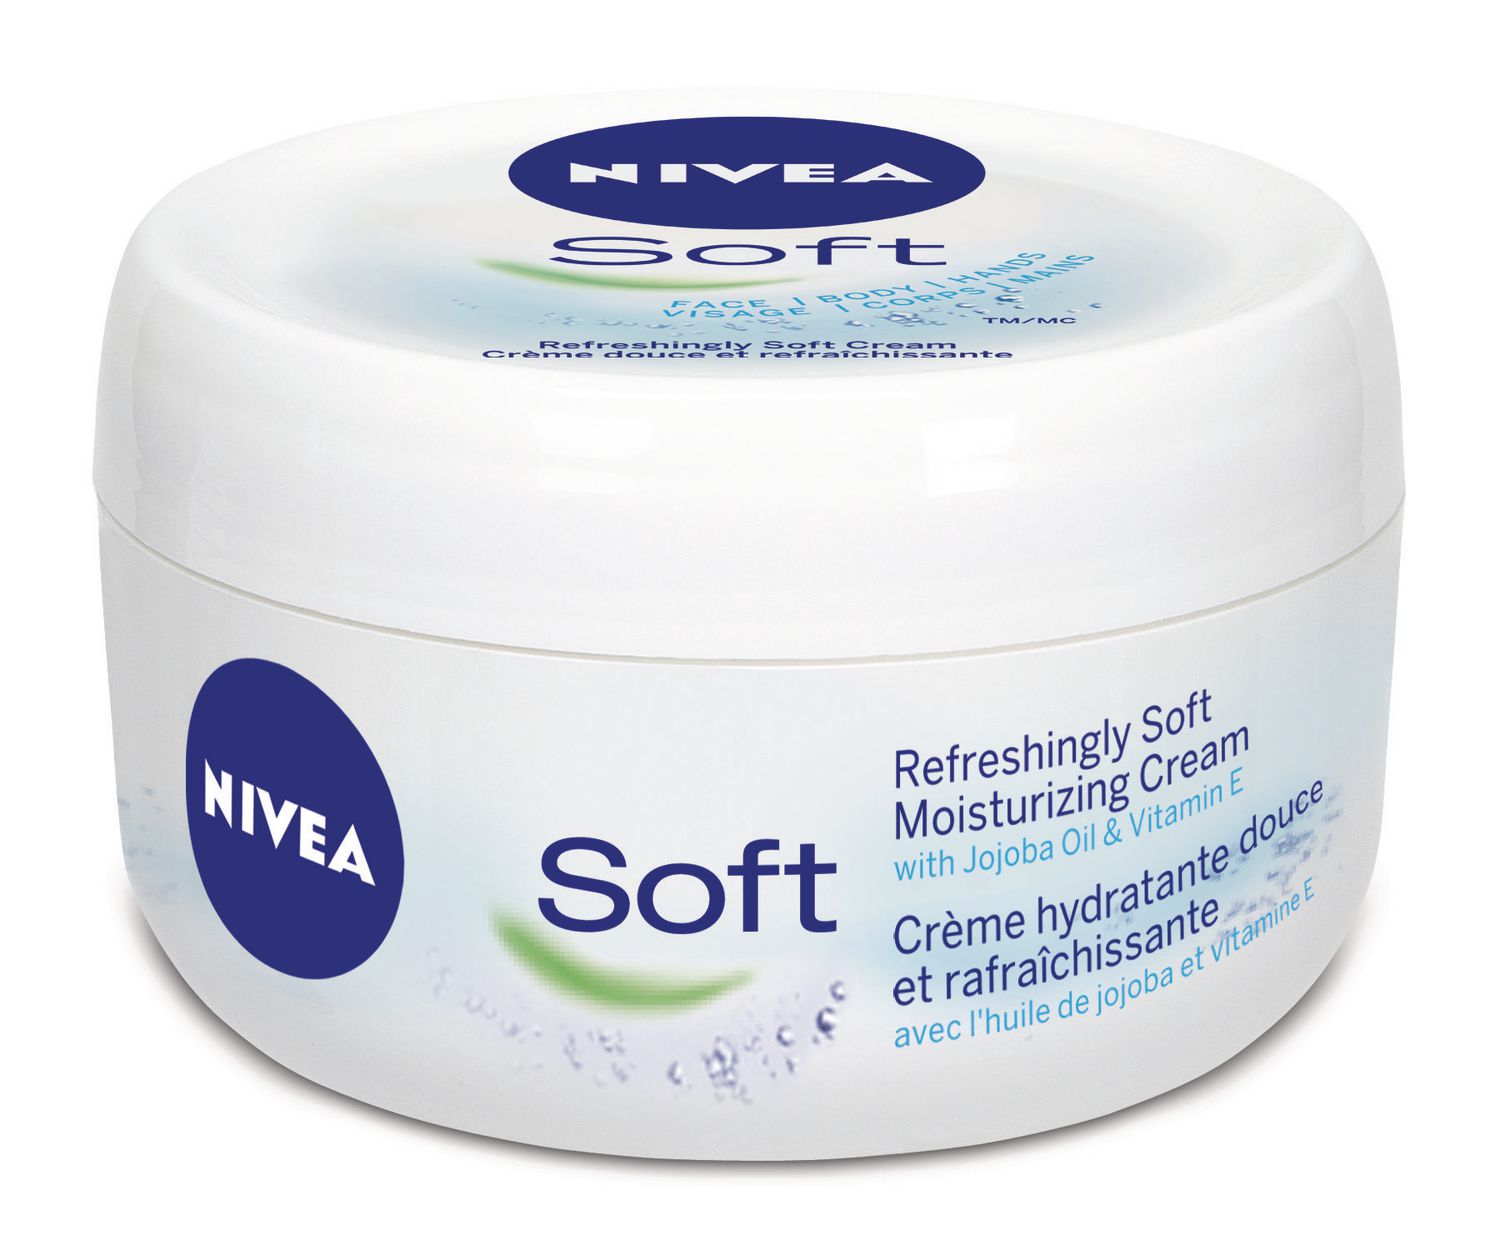 NIVEA
Soft
FACE | BODY | HANDS
VISAGE | CORPS | MAINS
TM/MC
Refreshingly Soft Cream
Crème douce et refraîchissante
NIVEA
Soft
Refreshingly Soft
Moisturizing Cream
with Jojoba Oil & Vitamin E
Crème hydratante douce
et rafraîchissante
avec l'huile de jojoba et vitamine E